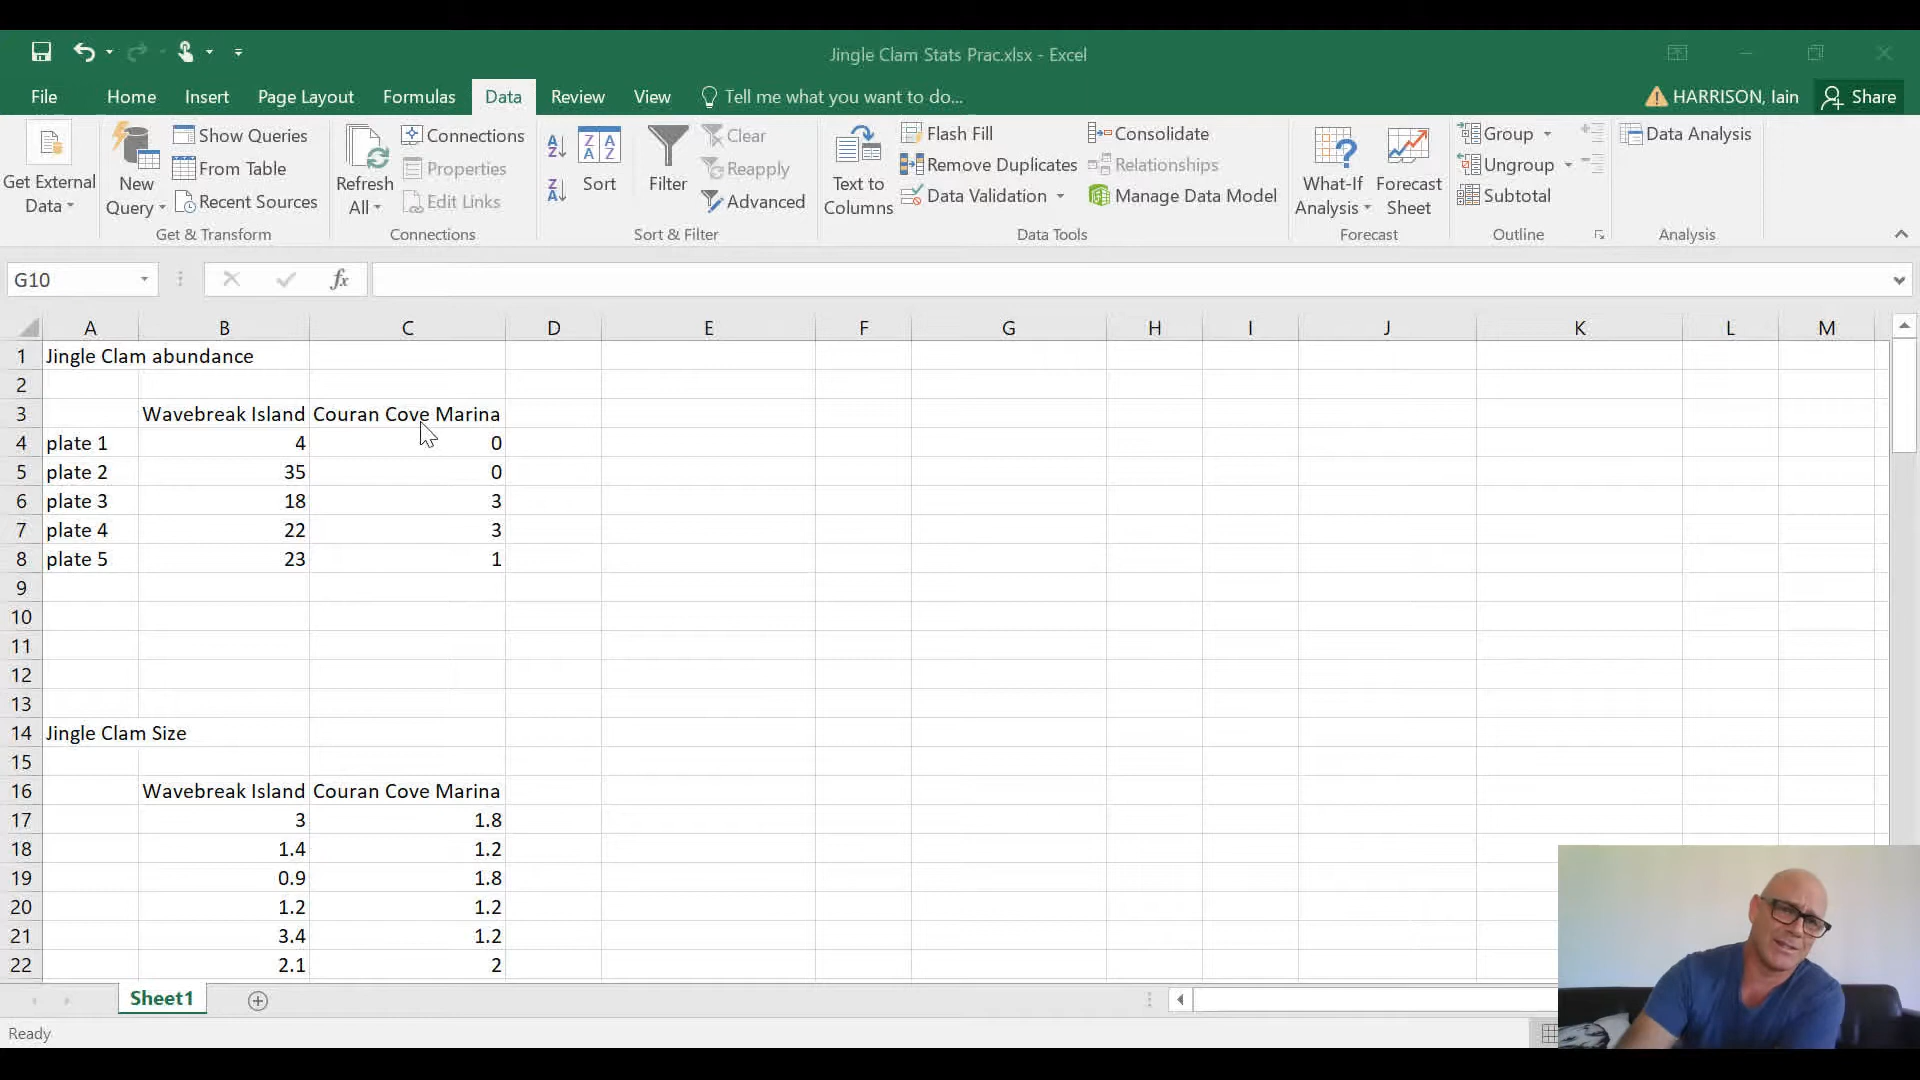 Jingle Clam Stats Prac.xlsx - Excel
File Home Insert Page Layout Formulas Data Review View Tell me what you want to do... HARRISON, Iain Share
Get External Data
New Query
Show Queries
From Table
Recent Sources
Get & Transform
Refresh All
Connections
Properties
Edit Links
Connections
Sort
Filter
Clear
Reapply
Advanced
Sort & Filter
Text to Columns
Flash Fill
Remove Duplicates
Data Validation
Consolidate
Relationships
Manage Data Model
Data Tools
What-If Analysis
Forecast Sheet
Forecast
Group
Ungroup
Subtotal
Outline
Data Analysis
Analysis
G10 fx
A B C D E F G H I J K L M
1 Jingle Clam abundance
2
3 Wavebreak Island Couran Cove Marina
4 plate 1 4 0
5 plate 2 35 0
6 plate 3 18 3
7 plate 4 22 3
8 plate 5 23 1
9
10
11
12
13
14 Jingle Clam Size
15
16 Wavebreak Island Couran Cove Marina
17 3 1.8
18 1.4 1.2
19 0.9 1.8
20 1.2 1.2
21 3.4 1.2
22 2.1 2
Sheet1
Ready